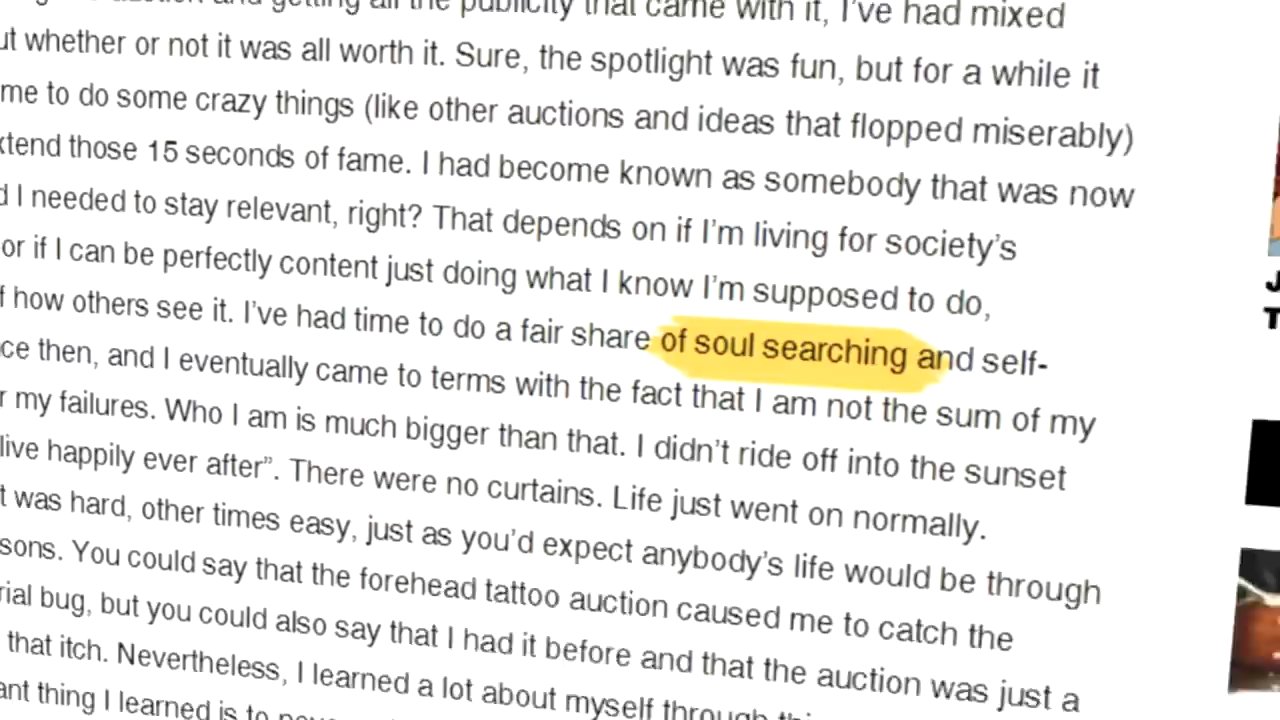 getting all the publicity that came with it, I’ve had mixed
whether or not it was all worth it. Sure, the spotlight was fun, but for a while it
me to do some crazy things (like other auctions and ideas that flopped miserably)
those 15 seconds of fame. I had become known as somebody that was now
I needed to stay relevant, right? That depends on if I’m living for society’s
or if I can be perfectly content just doing what I know I’m supposed to do,
how others see it. I’ve had time to do a fair share of soul searching and self-
then, and I eventually came to terms with the fact that I am not the sum of my
my failures. Who I am is much bigger than that. I didn’t ride off into the sunset
live happily ever after”. There were no curtains. Life just went on normally.
was hard, other times easy, just as you’d expect anybody’s life would be through
sons. You could say that the forehead tattoo auction caused me to catch the
rial bug, but you could also say that I had it before and that the auction was just a
that itch. Nevertheless, I learned a lot about myself through
thing I learned is to
J
T